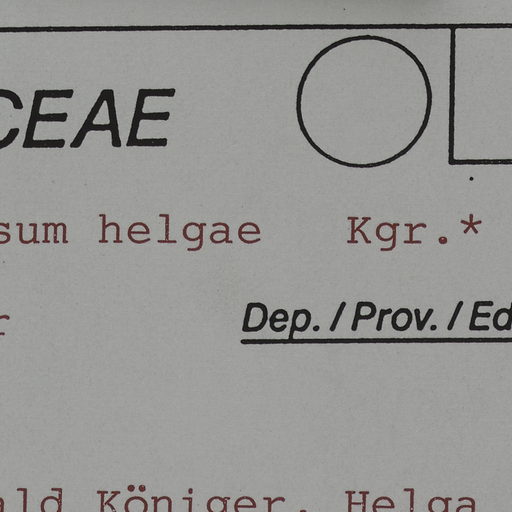 CEAE
sum helgae Kgr.*
r
Dep. / Prov. / Ed
ald Königer, Helga